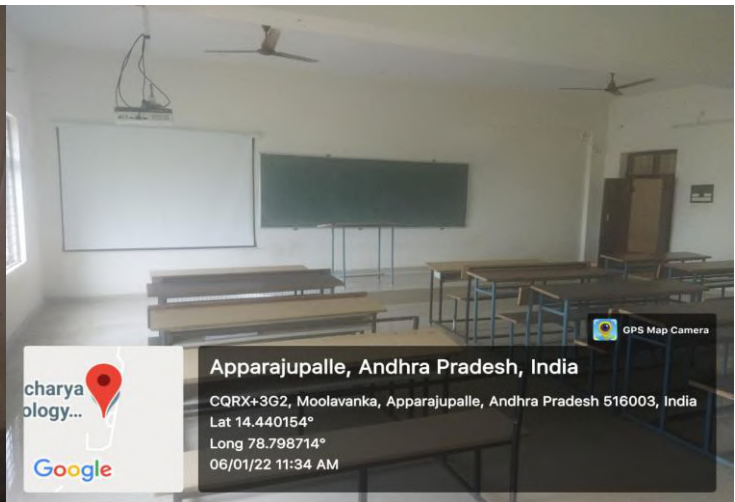 GPS Map Camera
Apparajupalle, Andhra Pradesh, India
CQRX+3G2, Moolavanka, Apparajupalle, Andhra Pradesh 516003, India
Lat 14.440154°
Long 78.798714°
06/01/22 11:34 AM
charya
ology...
Google